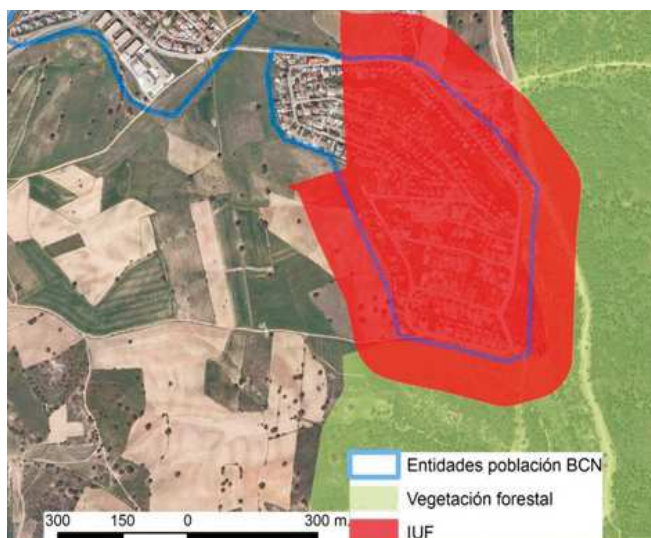 Entidades población BCN
Vegetación forestal
IUF
300 150 0 300 m.